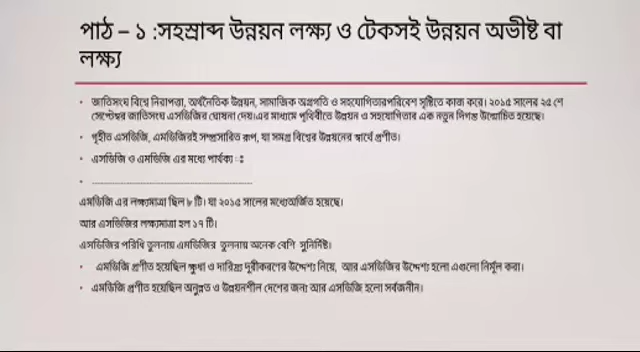 পাঠ – ১ :সহস্রাব্দ উন্নয়ন লক্ষ্য ও টেকসই উন্নয়ন অভীষ্ট বা
লক্ষ্য
• জাতিসংঘ বিশ্বে নিরাপত্তা, অর্থনৈতিক উন্নয়ন, সামাজিক অগ্রগতি ও সহযোগিতারপরিবেশ সৃষ্টিতে কাজ করে। ২০১৫ সালের ২৫ শে
সেপ্টেম্বর জাতিসংঘ এসডিজির ঘোষনা দেয়।এর মাধ্যমে পৃথিবীতে উন্নয়ন ও সহযোগিতার এক নতুন দিগন্ত উন্মোচিত হয়েছে।
• গৃহীত এসডিজি, এমডিজিরই সম্প্রসারিত রূপ, যা সমগ্র বিশ্বের উন্নয়নের স্বার্থে প্রণীত।
• এসডিজি ও এমডিজি এর মধ্যে পার্থক্য ঃ
• ............................................................
এমডিজি এর লক্ষ্যমাত্রা ছিল ৮ টি। যা ২০১৫ সালের মধ্যেঅর্জিত হয়েছে।
আর এসডিজির লক্ষ্যমাত্রা হল ১৭ টি।
এসডিজির পরিধি তুলনায় এমডিজির তুলনায় অনেক বেশি সুনির্দিষ্ট।
• এমডিজি প্রণীত হয়েছিল ক্ষুধা ও দারিদ্র্য দূরীকরণের উদ্দেশ্য নিয়ে, আর এসডিজির উদ্দেশ্য হলো এগুলো নির্মূল করা।
• এমডিজি প্রণীত হয়েছিল অনুন্নত ও উন্নয়নশীল দেশের জন্য আর এসডিজি হলো সর্বজনীন।